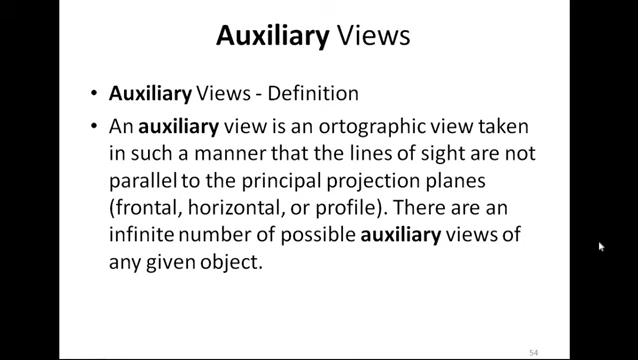 Auxiliary Views
• Auxiliary Views - Definition
• An auxiliary view is an ortographic view taken
in such a manner that the lines of sight are not
parallel to the principal projection planes
(frontal, horizontal, or profile). There are an
infinite number of possible auxiliary views of
any given object.
54